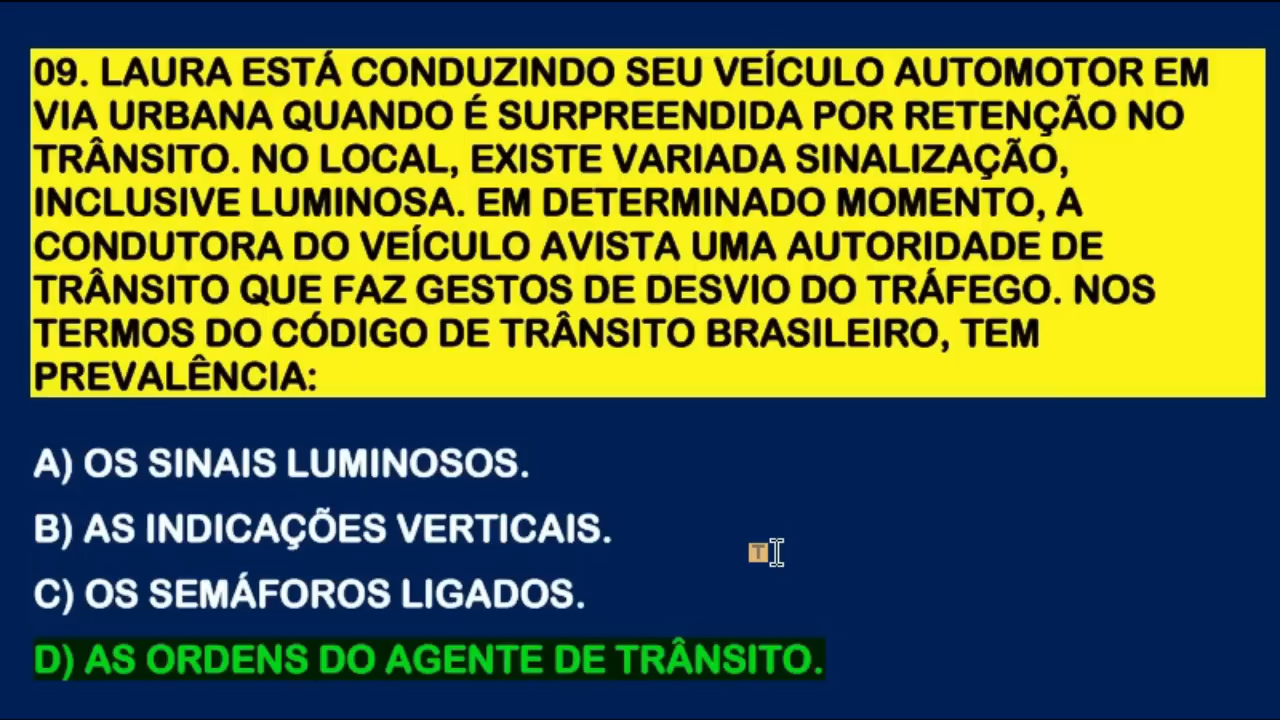 09. LAURA ESTÁ CONDUZINDO SEU VEÍCULO AUTOMOTOR EM
VIA URBANA QUANDO É SURPREENDIDA POR RETENÇÃO NO
TRÂNSITO. NO LOCAL, EXISTE VARIADA SINALIZAÇÃO,
INCLUSIVE LUMINOSA. EM DETERMINADO MOMENTO, A
CONDUTORA DO VEÍCULO AVISTA UMA AUTORIDADE DE
TRÂNSITO QUE FAZ GESTOS DE DESVIO DO TRÁFEGO. NOS
TERMOS DO CÓDIGO DE TRÂNSITO BRASILEIRO, TEM
PREVALÊNCIA:
A) OS SINAIS LUMINOSOS.
B) AS INDICAÇÕES VERTICAIS.
T
C) OS SEMÁFOROS LIGADOS.
D) AS ORDENS DO AGENTE DE TRÂNSITO.